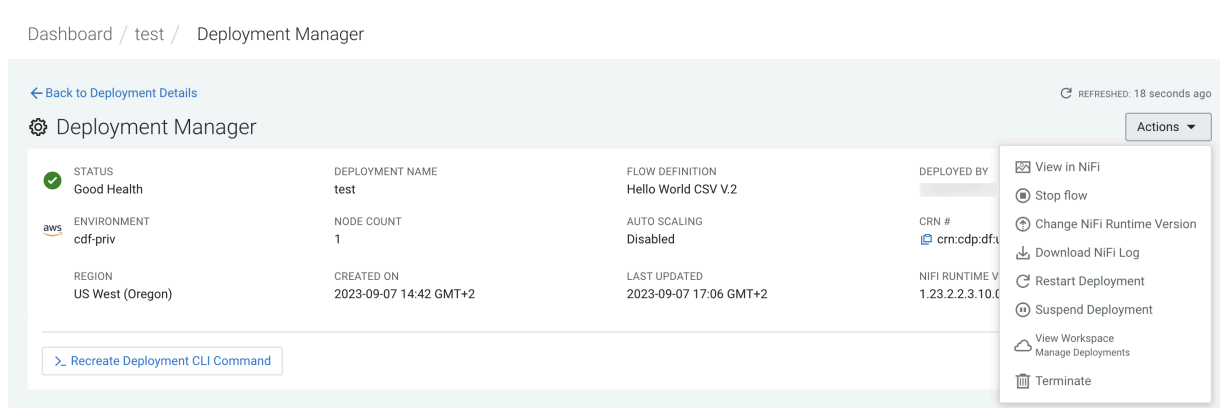 Dashboard / test / Deployment Manager
Back to Deployment Details
REFRESHED: 18 seconds ago
Deployment Manager
Actions
STATUS
Good Health
DEPLOYMENT NAME
test
FLOW DEFINITION
Hello World CSV V.2
DEPLOYED BY
aws
ENVIRONMENT
cdf-priv
NODE COUNT
1
AUTO SCALING
Disabled
CRN #
crn:cdp:df:u
REGION
US West (Oregon)
CREATED ON
2023-09-07 14:42 GMT+2
LAST UPDATED
2023-09-07 17:06 GMT+2
NIFI RUNTIME V
1.23.2.2.3.10.0
>_ Recreate Deployment CLI Command
View in NiFi
Stop flow
Change NiFi Runtime Version
Download NiFi Log
Restart Deployment
Suspend Deployment
View Workspace
Manage Deployments
Terminate